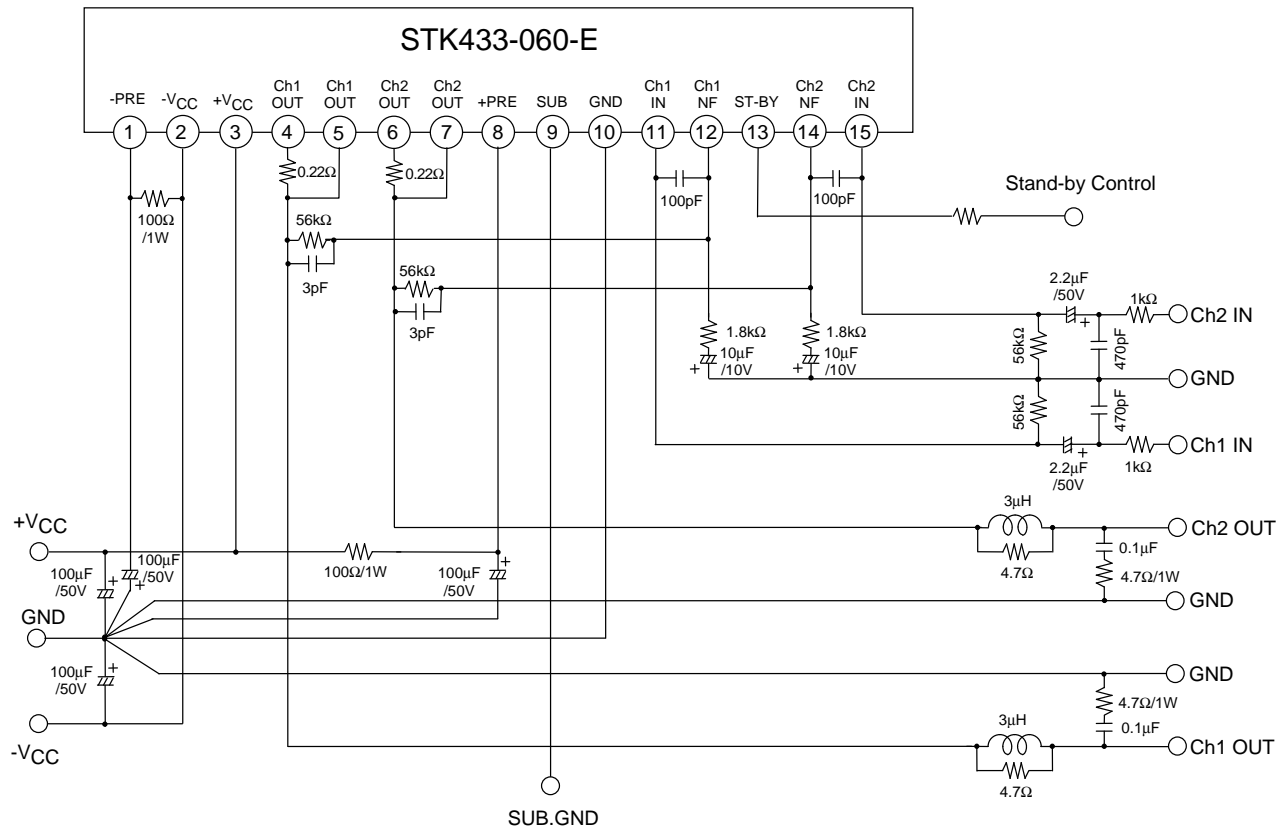 STK433-060-E
-PRE
-VCC
+VCC
Ch1
OUT
Ch1
OUT
Ch2
OUT
Ch2
OUT
+PRE
SUB
GND
Ch1
IN
Ch1
NF
ST-BY
Ch2
NF
Ch2
IN
1
2
3
4
5
6
7
8
9
10
11
12
13
14
15
0.22Ω
0.22Ω
100pF
100pF
Stand-by Control
100Ω
/1W
56kΩ
3pF
56kΩ
3pF
2.2µF
/50V
1kΩ
Ch2 IN
1.8kΩ
10µF
/10V
+
1.8kΩ
10µF
/10V
+
+
56kΩ
470pF
GND
56kΩ
470pF
+
Ch1 IN
2.2µF
/50V
1kΩ
3µH
Ch2 OUT
4.7Ω
0.1µF
4.7Ω/1W
GND
+VCC
100µF
/50V
+
100µF
/50V
+
100Ω/1W
100µF
/50V
+
GND
100µF
/50V
+
-VCC
GND
4.7Ω/1W
0.1µF
3µH
Ch1 OUT
4.7Ω
SUB.GND